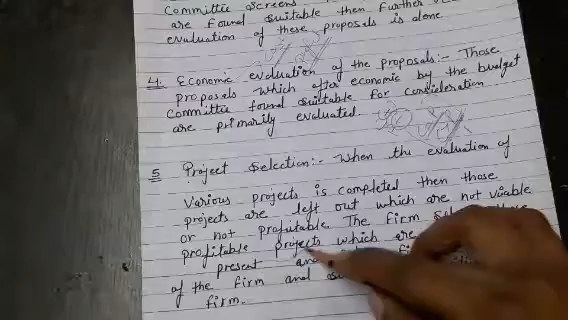 Committee screens
are found suitable then further
evaluation of these proposals is done
4. Economic evaluation of the proposals:- Those
proposals which after economic by the budget
committee found suitable for consideration
are primarily evaluated.
5 Project Selection:- When the evaluation of
various projects is completed then those
projects are left out which are not viable
or not profitable. The firm
profitable projects which are
present and
of the firm and
firm.